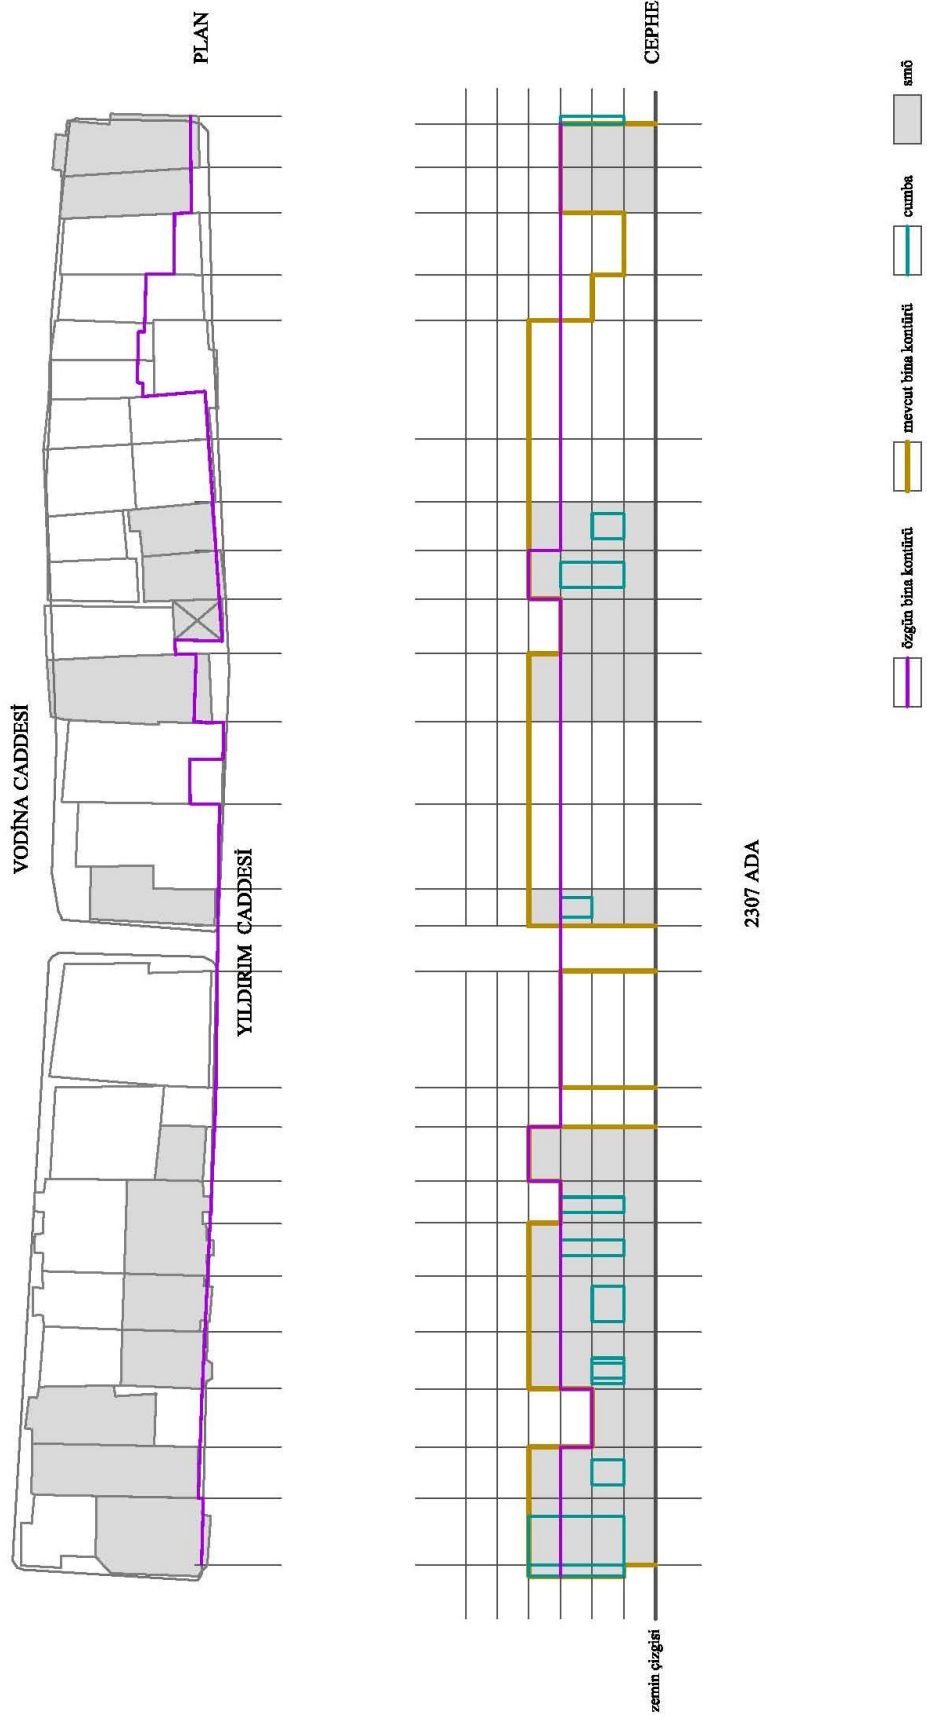 PLAN
VODİNA CADDESİ
YILDIRIM CADDESİ
CEPHE
zemin çizgisi
2307 ADA
özgün bina kontürü
mevcut bina kontürü
cumba
smö